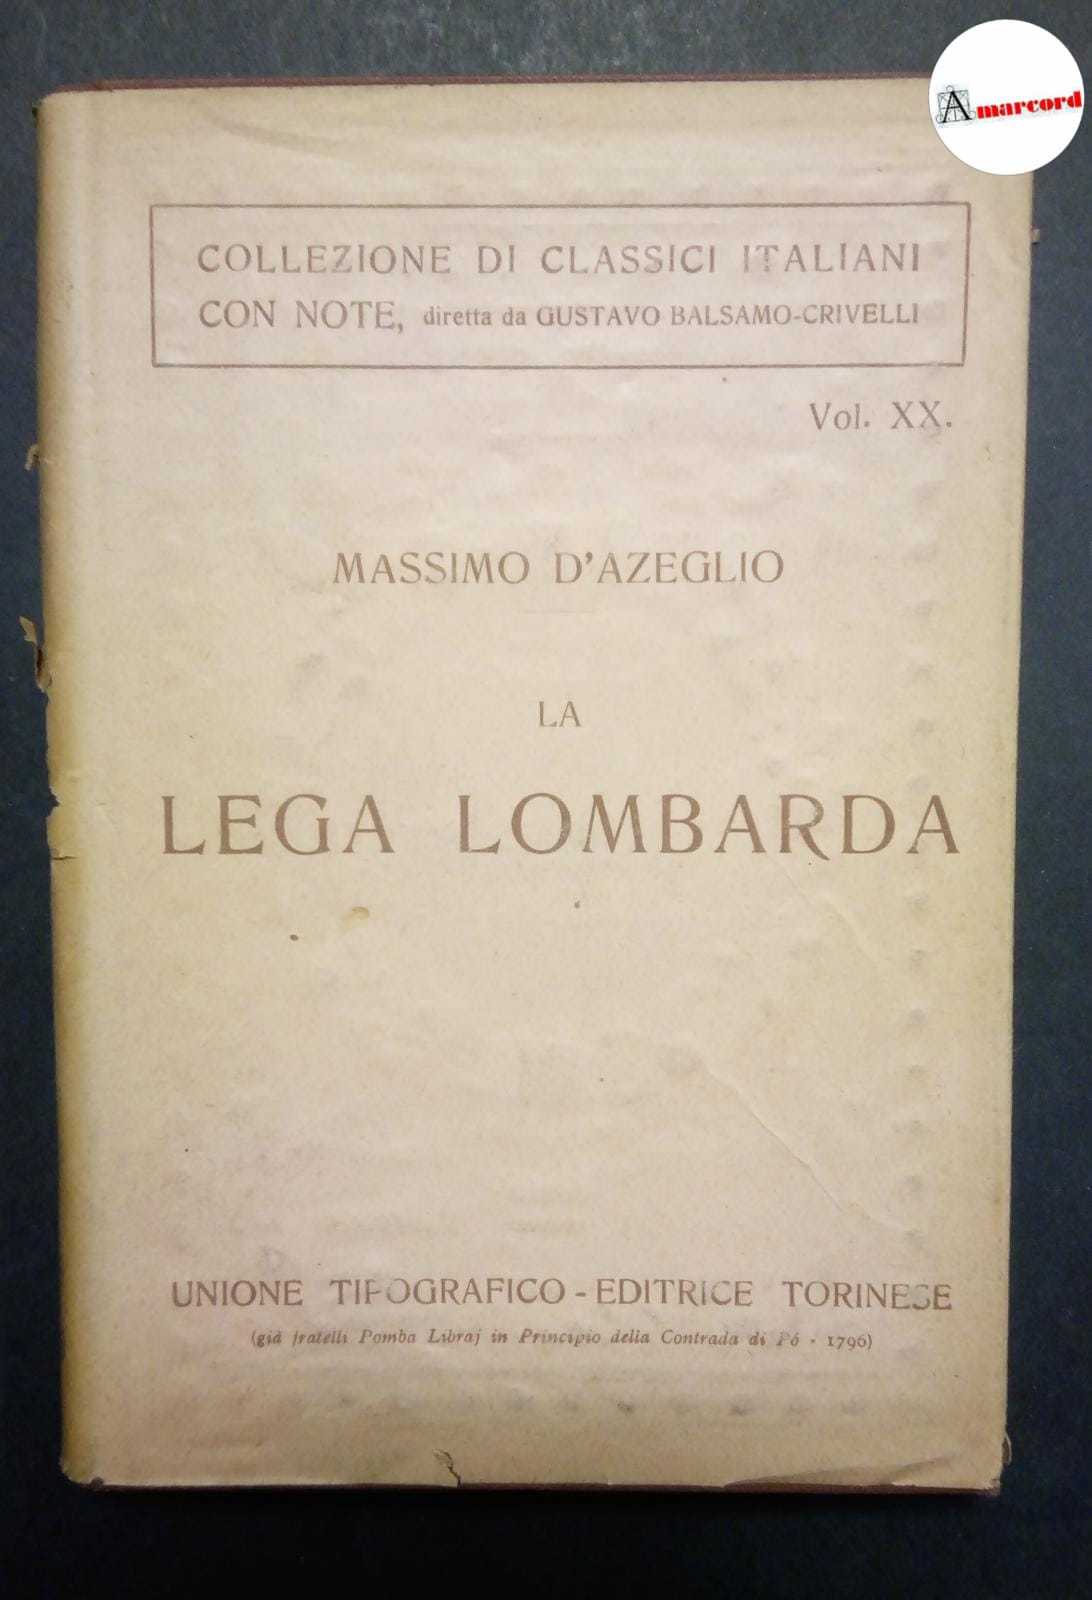 Amarcord
COLLEZIONE DI CLASSICI ITALIANI
CON NOTE, diretta da GUSTAVO BALSAMO-CRIVELLI
Vol. XX.
MASSIMO D'AZEGLIO
LA
LEGA LOMBARDA
UNIONE TIPOGRAFICO - EDITRICE TORINESE
(già fratelli Pomba Libraj in Principio della Contrada di Pó - 1796)